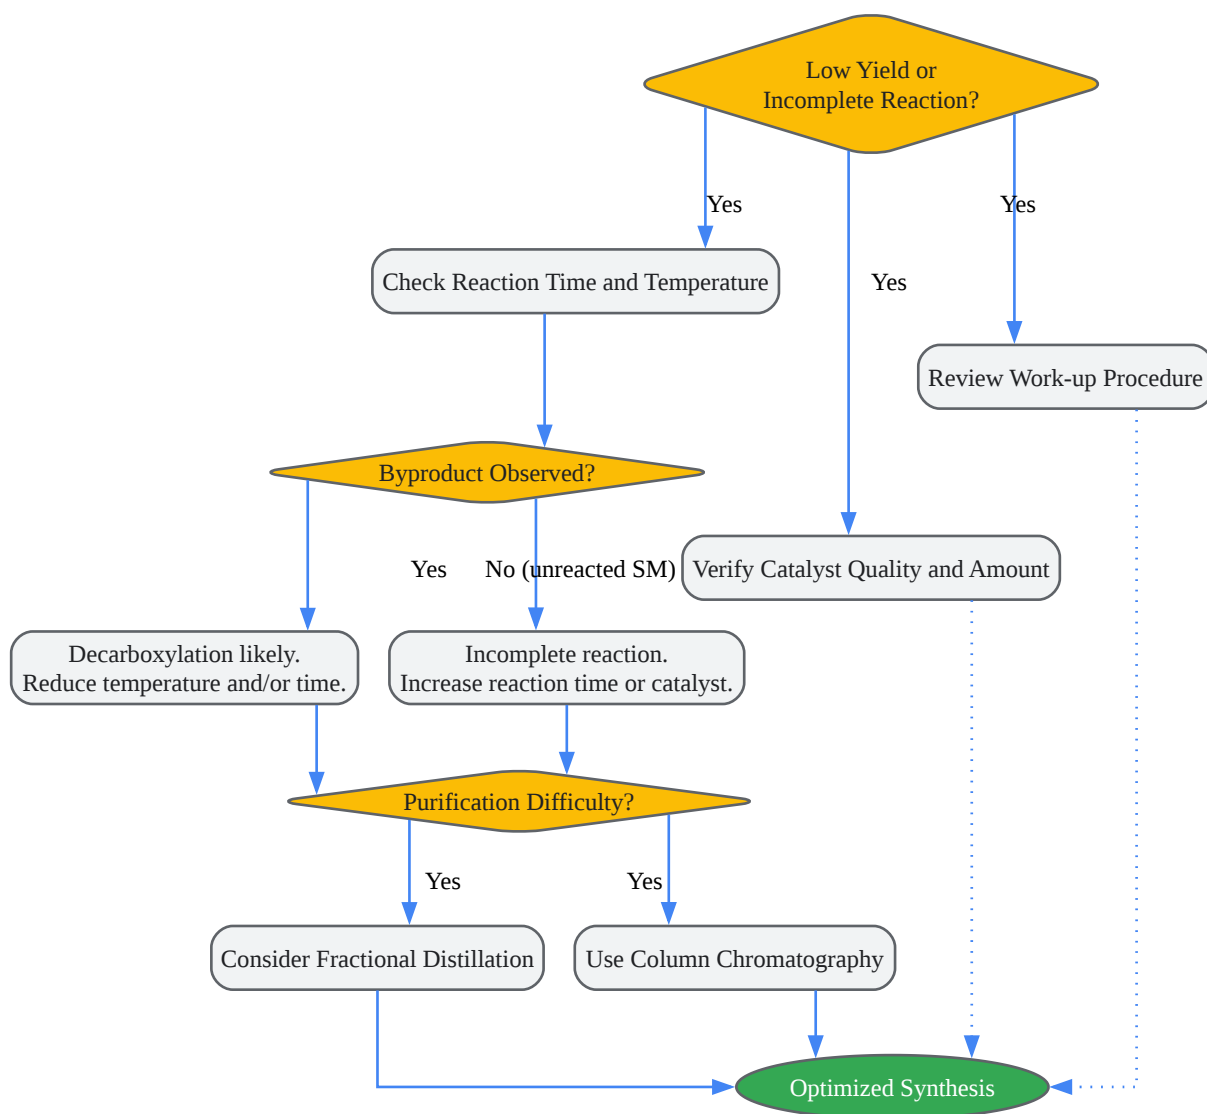 Low Yield or
Incomplete Reaction?
Yes
Yes
Yes
Check Reaction Time and Temperature
Review Work-up Procedure
Byproduct Observed?
Yes
No (unreacted SM)
Verify Catalyst Quality and Amount
Decarboxylation likely.
Reduce temperature and/or time.
Incomplete reaction.
Increase reaction time or catalyst.
Purification Difficulty?
Yes
Yes
Consider Fractional Distillation
Use Column Chromatography
Optimized Synthesis